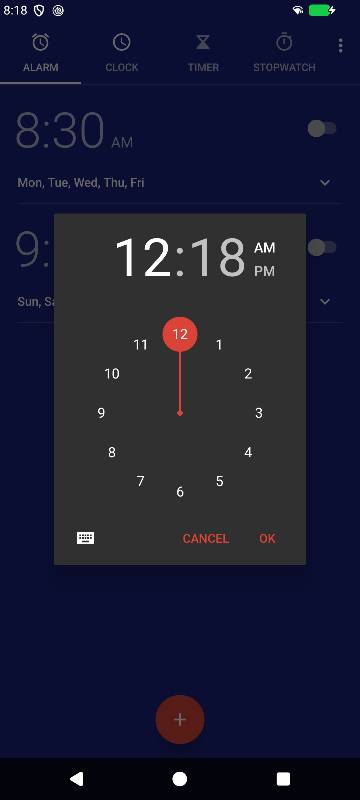 8:18
ALARM CLOCK TIMER STOPWATCH
8:30 AM
Mon, Tue, Wed, Thu, Fri
9:
Sun, Sa
12:18 AM
PM
12
11 1
10 2
9 3
8 4
7 5
6
CANCEL OK
+